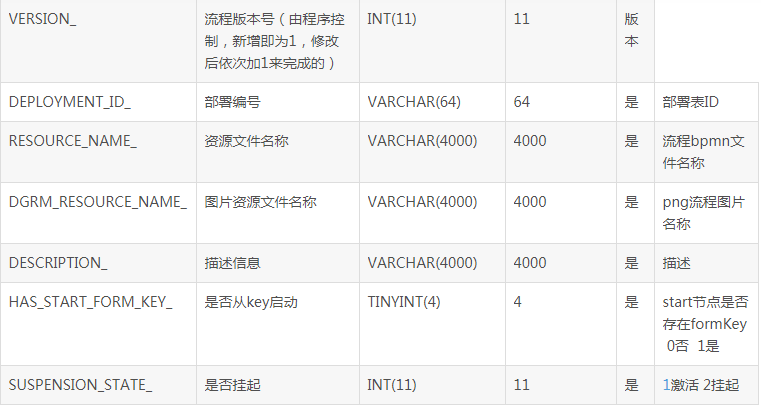 VERSION_ 流程版本号（由程序控 INT(11) 11 版
制，新增即为1，修改 本
后依次加1来完成的）
DEPLOYMENT_ID_ 部署编号 VARCHAR(64) 64 是 部署表ID
RESOURCE_NAME_ 资源文件名称 VARCHAR(4000) 4000 是 流程bpmn文
件名称
DGRM_RESOURCE_NAME_ 图片资源文件名称 VARCHAR(4000) 4000 是 png流程图片
名称
DESCRIPTION_ 描述信息 VARCHAR(4000) 4000 是 描述
HAS_START_FORM_KEY_ 是否从key启动 TINYINT(4) 4 是 start节点是否
存在formKey
0否 1是
SUSPENSION_STATE_ 是否挂起 INT(11) 11 是 1激活 2挂起